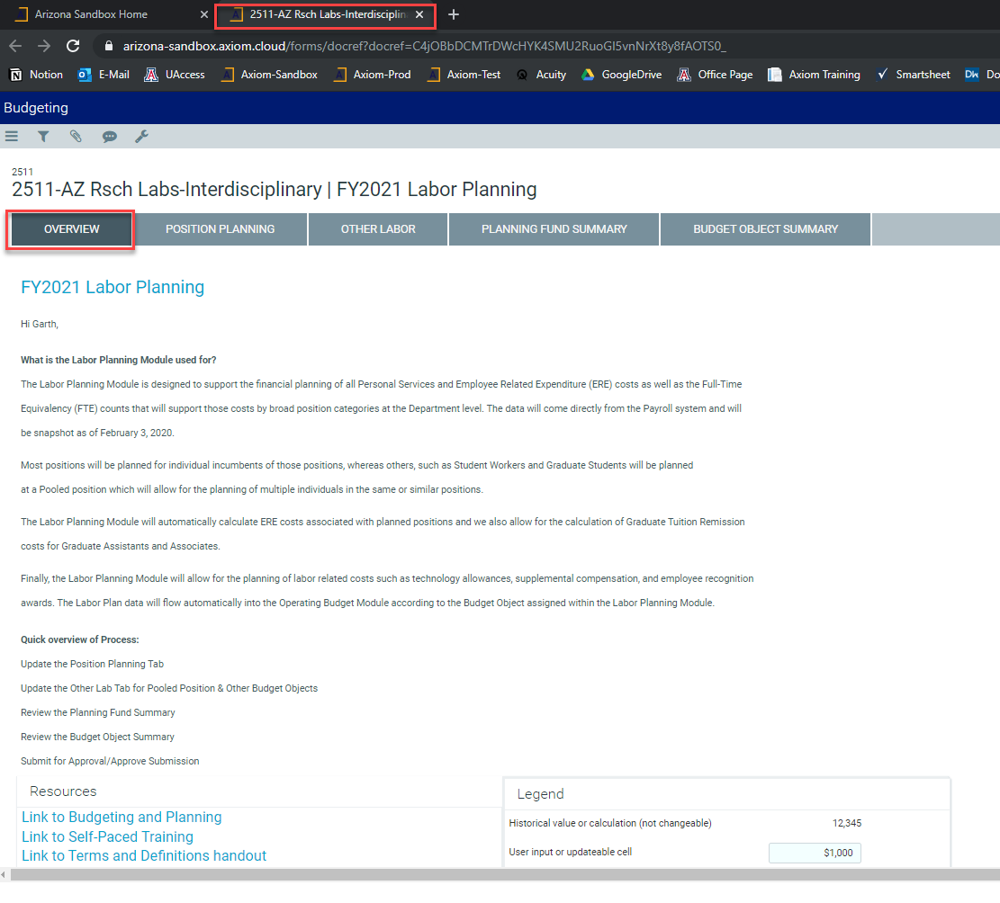 Arizona Sandbox Home
2511-AZ Rsch Labs-Interdisciplin
arizona-sandbox.axiom.cloud/forms/docref?docref=C4jOBbDCMTrDWcHYK4SMU2RuoGI5vnNrXt8y8fAOTS0_
Notion E-Mail UAccess Axiom-Sandbox Axiom-Prod Axiom-Test Acuity GoogleDrive Office Page Axiom Training Smartsheet Do
Budgeting
2511
2511-AZ Rsch Labs-Interdisciplinary | FY2021 Labor Planning
OVERVIEW POSITION PLANNING OTHER LABOR PLANNING FUND SUMMARY BUDGET OBJECT SUMMARY
FY2021 Labor Planning
Hi Garth,
What is the Labor Planning Module used for?
The Labor Planning Module is designed to support the financial planning of all Personal Services and Employee Related Expenditure (ERE) costs as well as the Full-Time
Equivalency (FTE) counts that will support those costs by broad position categories at the Department level. The data will come directly from the Payroll system and will
be snapshot as of February 3, 2020.
Most positions will be planned for individual incumbents of those positions, whereas others, such as Student Workers and Graduate Students will be planned
at a Pooled position which will allow for the planning of multiple individuals in the same or similar positions.
The Labor Planning Module will automatically calculate ERE costs associated with planned positions and we also allow for the calculation of Graduate Tuition Remission
costs for Graduate Assistants and Associates.
Finally, the Labor Planning Module will allow for the planning of labor related costs such as technology allowances, supplemental compensation, and employee recognition
awards. The Labor Plan data will flow automatically into the Operating Budget Module according to the Budget Object assigned within the Labor Planning Module.
Quick overview of Process:
Update the Position Planning Tab
Update the Other Lab Tab for Pooled Position & Other Budget Objects
Review the Planning Fund Summary
Review the Budget Object Summary
Submit for Approval/Approve Submission
Resources
Link to Budgeting and Planning
Link to Self-Paced Training
Link to Terms and Definitions handout
Legend
Historical value or calculation (not changeable) 12,345
User input or updateable cell $1,000